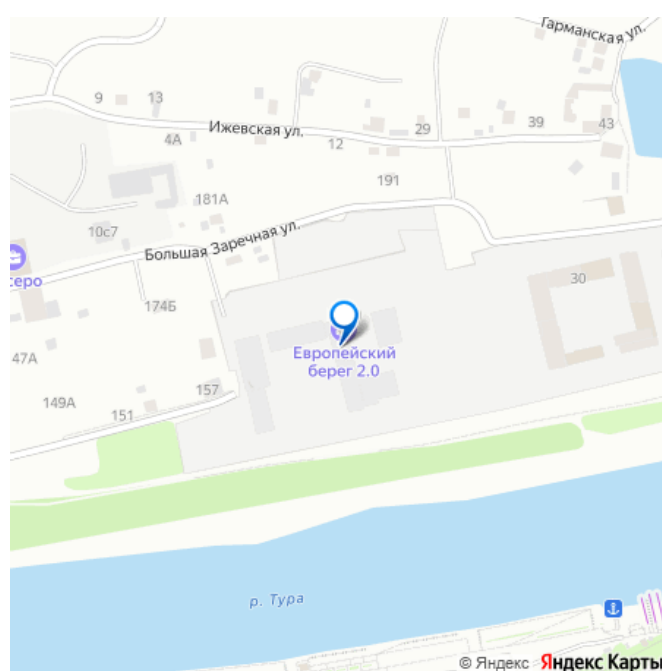 Гарманская ул.
9
13
Ижевская ул.
4А
12
29
39
43
191
181А
10с7
Большая Заречная ул.
серо
174Б
30
Европейский
берег 2.0
47А
157
149А
151
р. Тура
© Яндекс Яндекс Карты